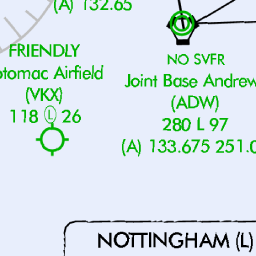 (A) 132.65
FRIENDLY
otomac Airfield
(VKX)
118 Ⓛ 26
NO SVFR
Joint Base Andrew
(ADW)
280 L 97
(A) 133.675 251.0
NOTTINGHAM (L)